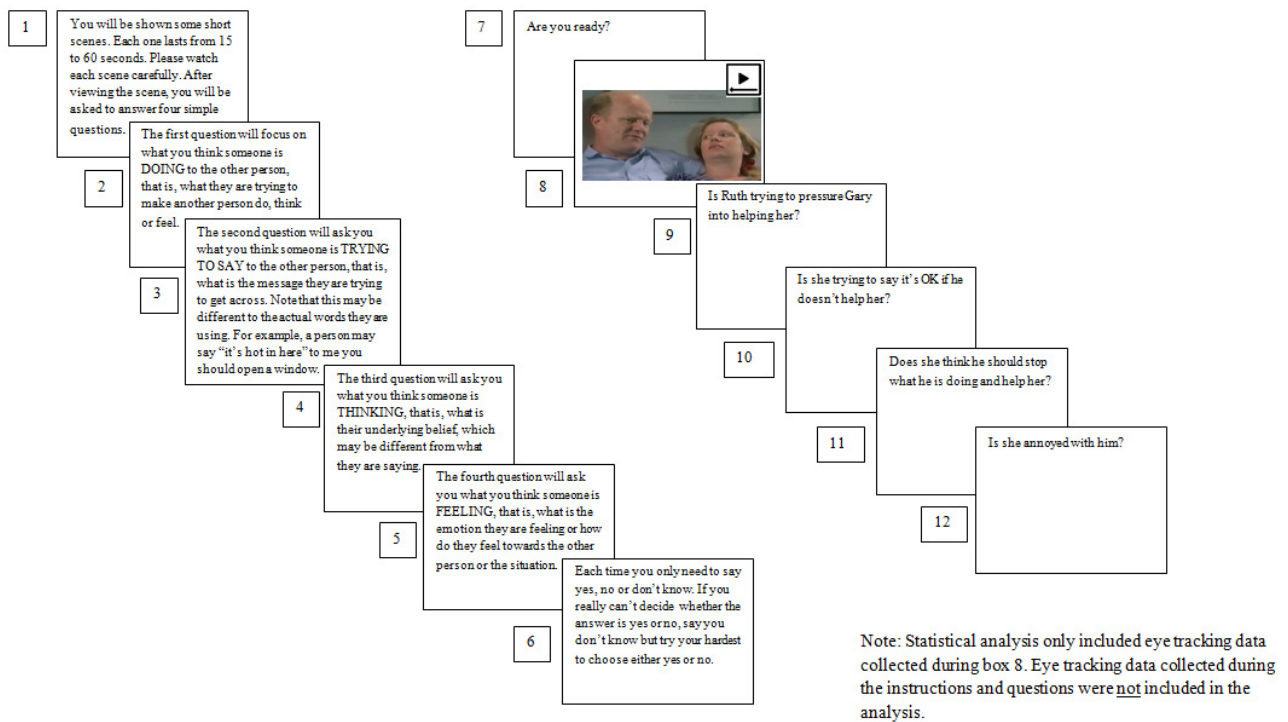 1
You will be shown some short
scenes. Each one lasts from 15
to 60 seconds. Please watch
each scene carefully. After
viewing the scene, you will be
asked to answer four simple
questions.
2
The first question will focus on
what you think someone is
DOING to the other person,
that is, what they are trying to
make another person do, think
or feel.
3
The second question will ask you
what you think someone is TRYING
TO SAY to the other person, that is,
what is the message they are trying
to get across. Note that this may be
different to the actual words they are
using. For example, a person may
say “it’s hot in here” to me you
should open a window.
4
The third question will ask you
what you think someone is
THINKING, that is, what is
their underlying belief, which
may be different from what
they are saying.
5
The fourth question will ask
you what you think someone is
FEELING, that is, what is the
emotion they are feeling or how
do they feel towards the other
person or the situation.
6
Each time you only need to say
yes, no or don’t know. If you
really can’t decide whether the
answer is yes or no, say you
don’t know but try your hardest
to choose either yes or no.
7
Are you ready?
8
9
Is Ruth trying to pressure Gary
into helping her?
10
Is she trying to say it’s OK if he
doesn’t help her?
11
Does she think he should stop
what he is doing and help her?
12
Is she annoyed with him?
Note: Statistical analysis only included eye tracking data
collected during box 8. Eye tracking data collected during
the instructions and questions were not included in the
analysis.